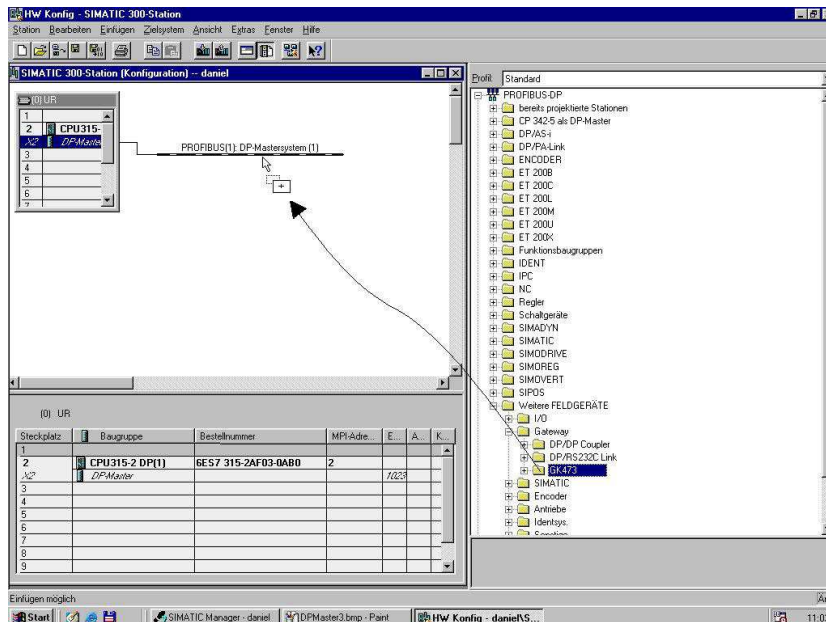 HW Konfig - SIMATIC 300-Station
Station Bearbeiten Einfügen Zielsystem Ansicht Extras Fenster Hilfe
SIMATIC 300-Station (Konfiguration) -- daniel
(0) UR
1
2 CPU315-
X2 DP-Master
3
4
5
6
7
PROFIBUS(1): DP-Mastersystem (1)
Profil: Standard
PROFIBUS-DP
bereits projektierte Stationen
CP 342-5 als DP-Master
DP/AS-i
DP/PA-Link
ENCODER
ET 200B
ET 200C
ET 200L
ET 200M
ET 200U
ET 200X
Funktionsbaugruppen
IDENT
IPC
NC
Regler
Schaltgeräte
SIMADYN
SIMATIC
SIMODRIVE
SIMOREG
SIMOVERT
SIPOS
Weitere FELDGERÄTE
I/O
Gateway
DP/DP Coupler
DP/RS232C Link
GK473
SIMATIC
Encoder
Antriebe
Identsys.
Sonstige
(0) UR
Steckplatz Baugruppe Bestellnummer MPI-Adre... E... A... K...
1
2 CPU315-2 DP(1) 6ES7 315-2AF03-0AB0 2
X2 DP-Master 1023
3
4
5
6
7
8
9
Einfügen möglich
Start SIMATIC Manager - daniel DPMaster3.bmp - Paint HW Konfig - daniel\S...